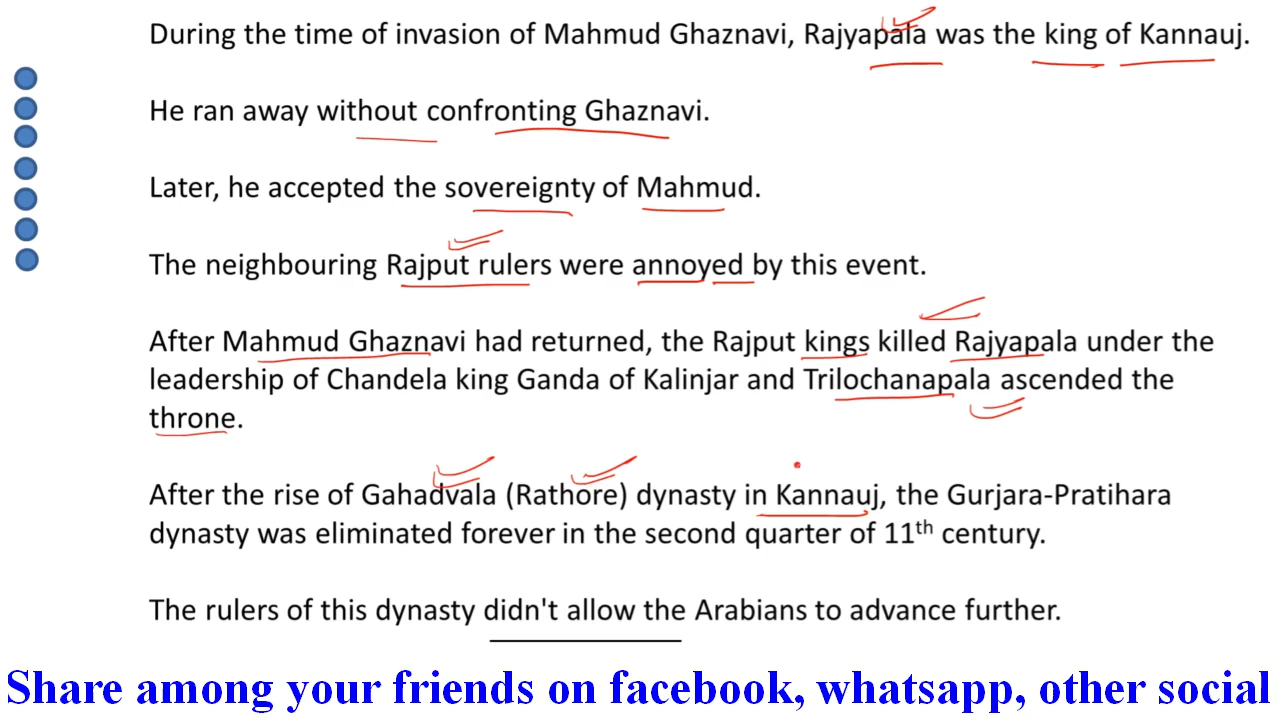 During the time of invasion of Mahmud Ghaznavi, Rajyapala was the king of Kannauj.
He ran away without confronting Ghaznavi.
Later, he accepted the sovereignty of Mahmud.
The neighbouring Rajput rulers were annoyed by this event.
After Mahmud Ghaznavi had returned, the Rajput kings killed Rajyapala under the
leadership of Chandela king Ganda of Kalinjar and Trilochanapala ascended the
throne.
After the rise of Gahadvala (Rathore) dynasty in Kannauj, the Gurjara-Pratihara
dynasty was eliminated forever in the second quarter of 11th century.
The rulers of this dynasty didn't allow the Arabians to advance further.
Share among your friends on facebook, whatsapp, other social